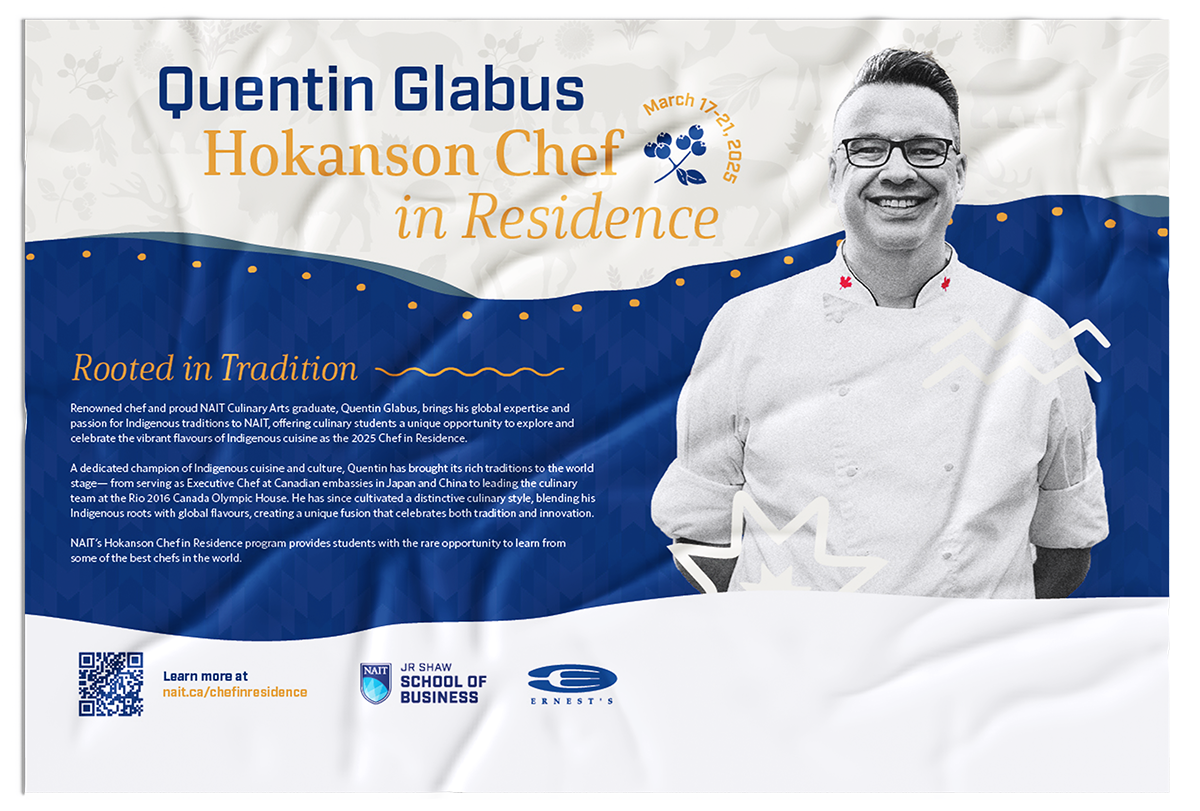 Quentin Glabus
Hokanson Chef
in Residence
March 17-21, 2025
Rooted in Tradition
Renowned chef and proud NAIT Culinary Arts graduate, Quentin Glabus, brings his global expertise and
passion for Indigenous traditions to NAIT, offering culinary students a unique opportunity to explore and
celebrate the vibrant flavours of Indigenous cuisine as the 2025 Chef in Residence.
A dedicated champion of Indigenous cuisine and culture, Quentin has brought its rich traditions to the world
stage— from serving as Executive Chef at Canadian embassies in Japan and China to leading the culinary
team at the Rio 2016 Canada Olympic House. He has since cultivated a distinctive culinary style, blending his
Indigenous roots with global flavours, creating a unique fusion that celebrates both tradition and innovation.
NAIT's Hokanson Chef in Residence program provides students with the rare opportunity to learn from
some of the best chefs in the world.
Learn more at
nait.ca/chefinresidence
NAIT
JR SHAW
SCHOOL OF
BUSINESS
ERNEST'S